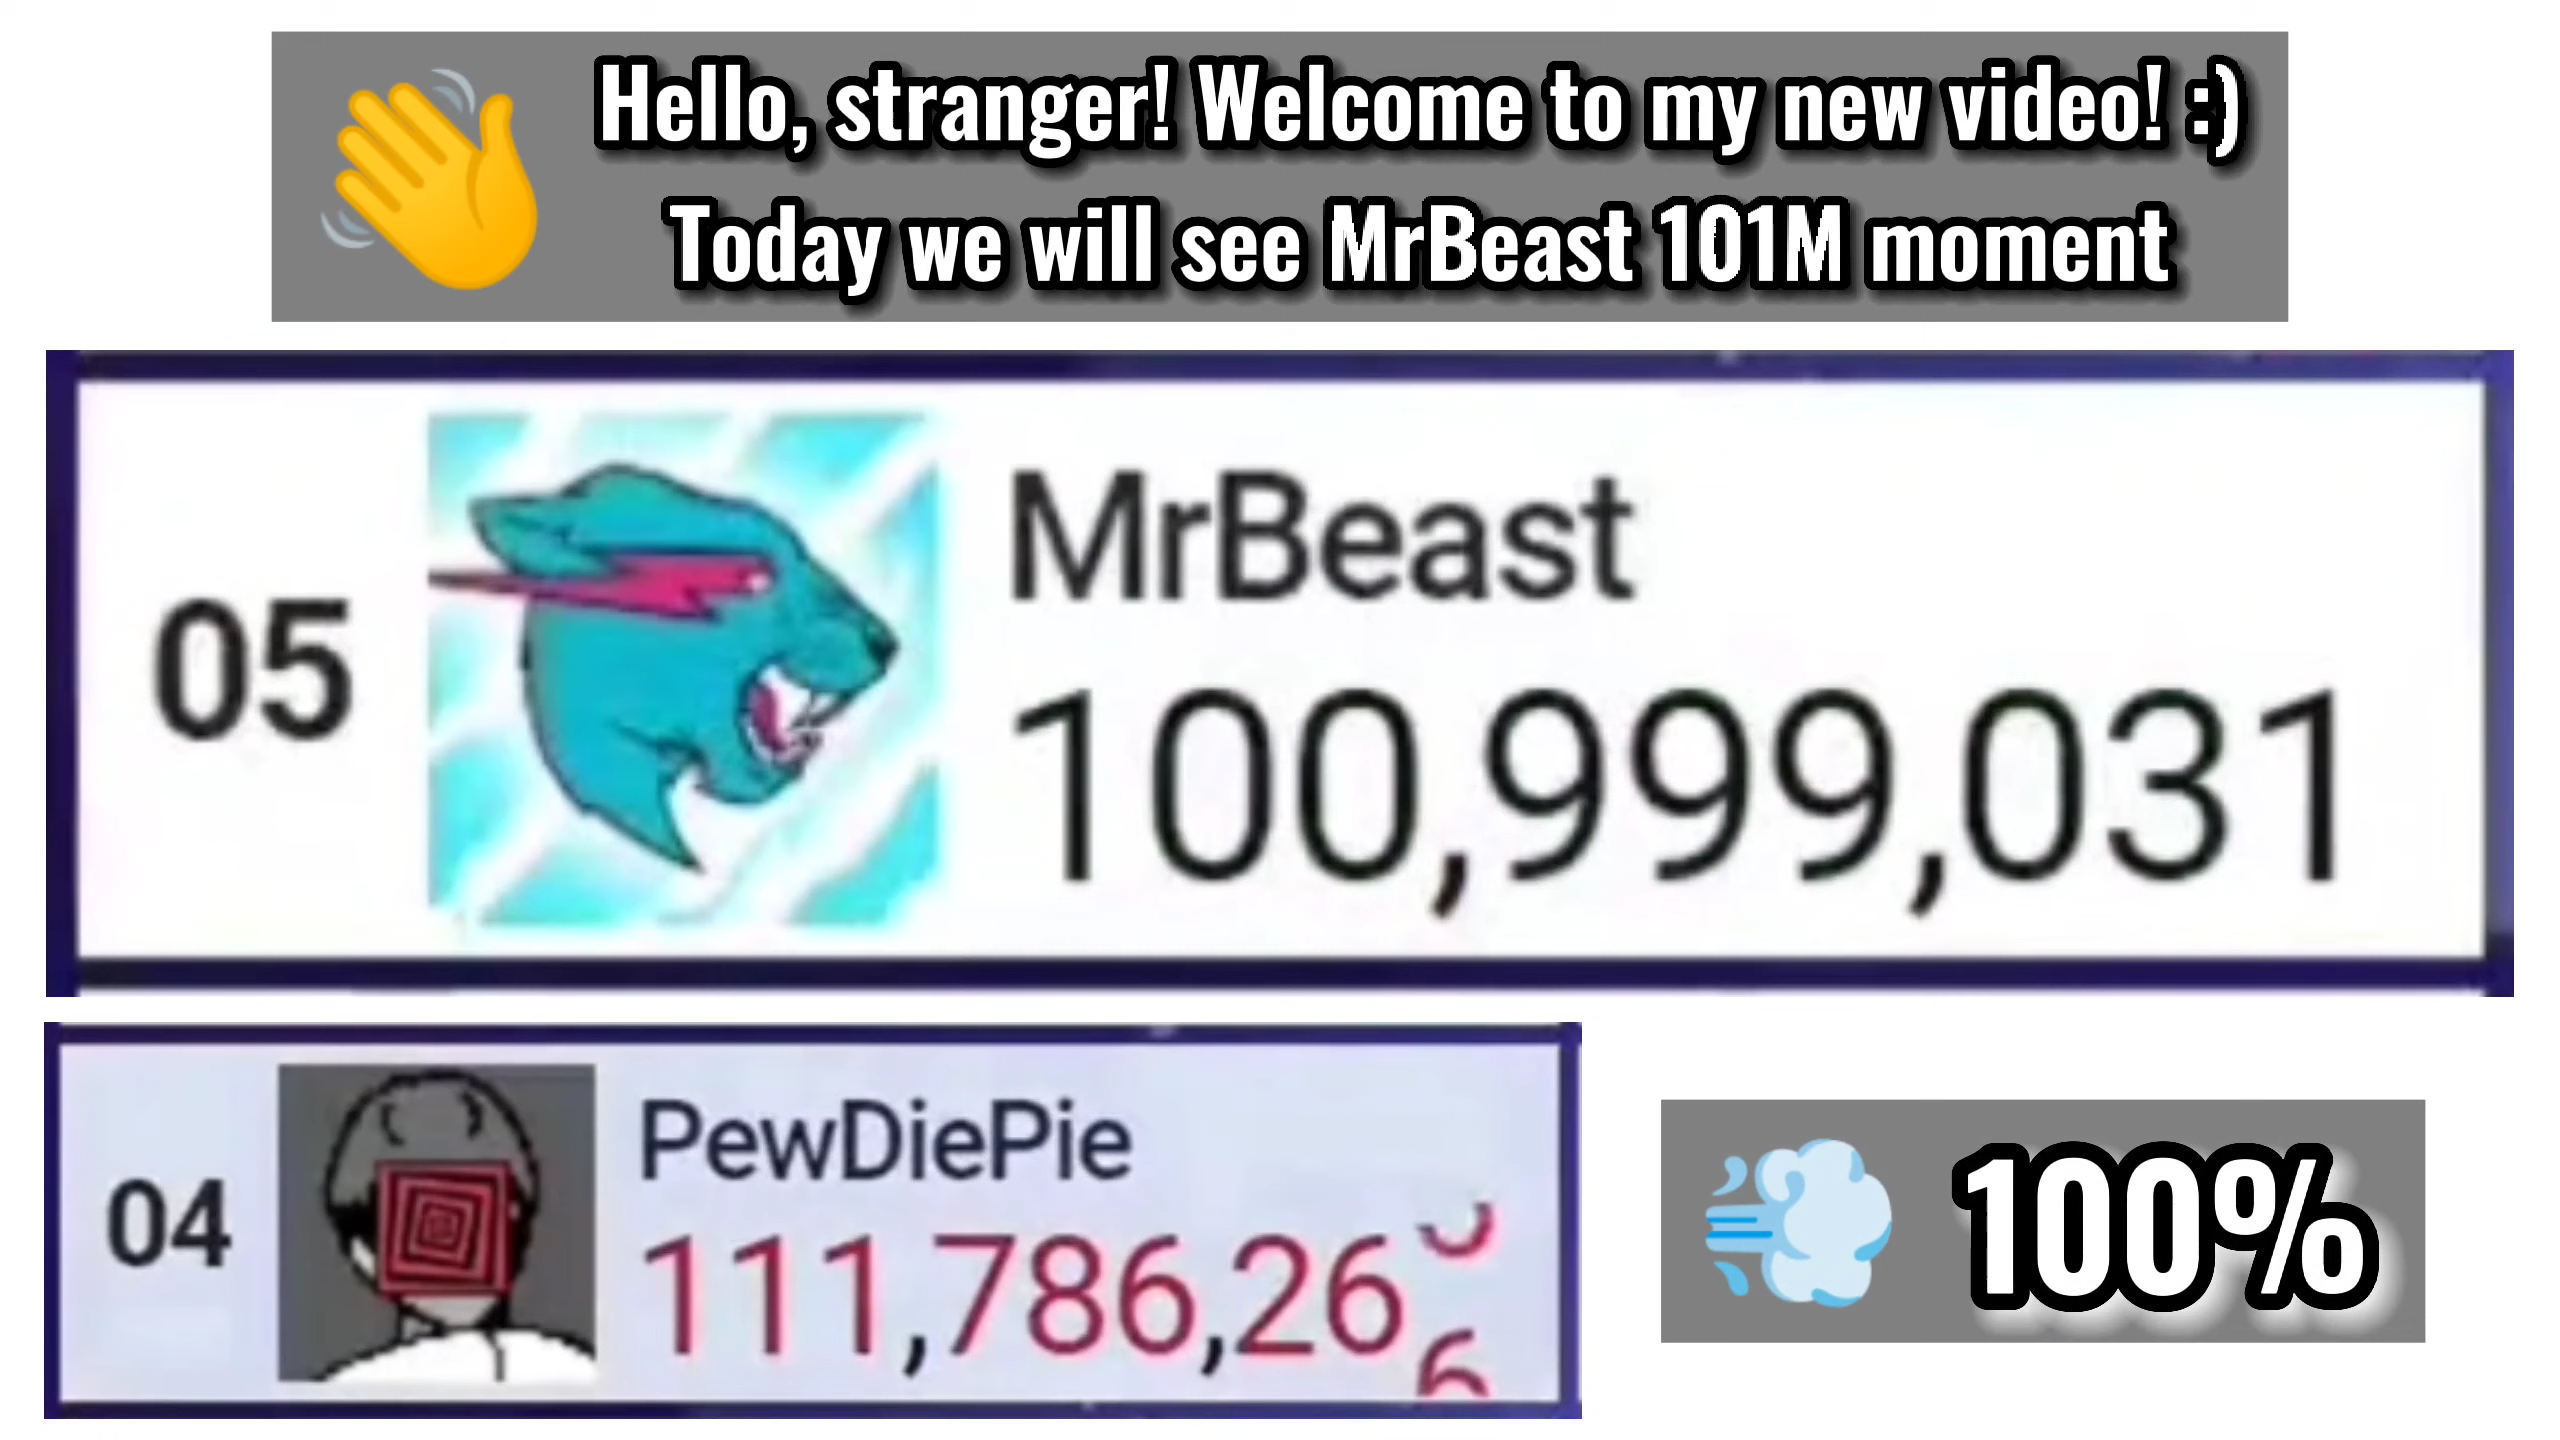 Hello, stranger! Welcome to my new video! :)
Today we will see MrBeast 101M moment
05
MrBeast
100,999,031
04
PewDiePie
111,786,26
100%